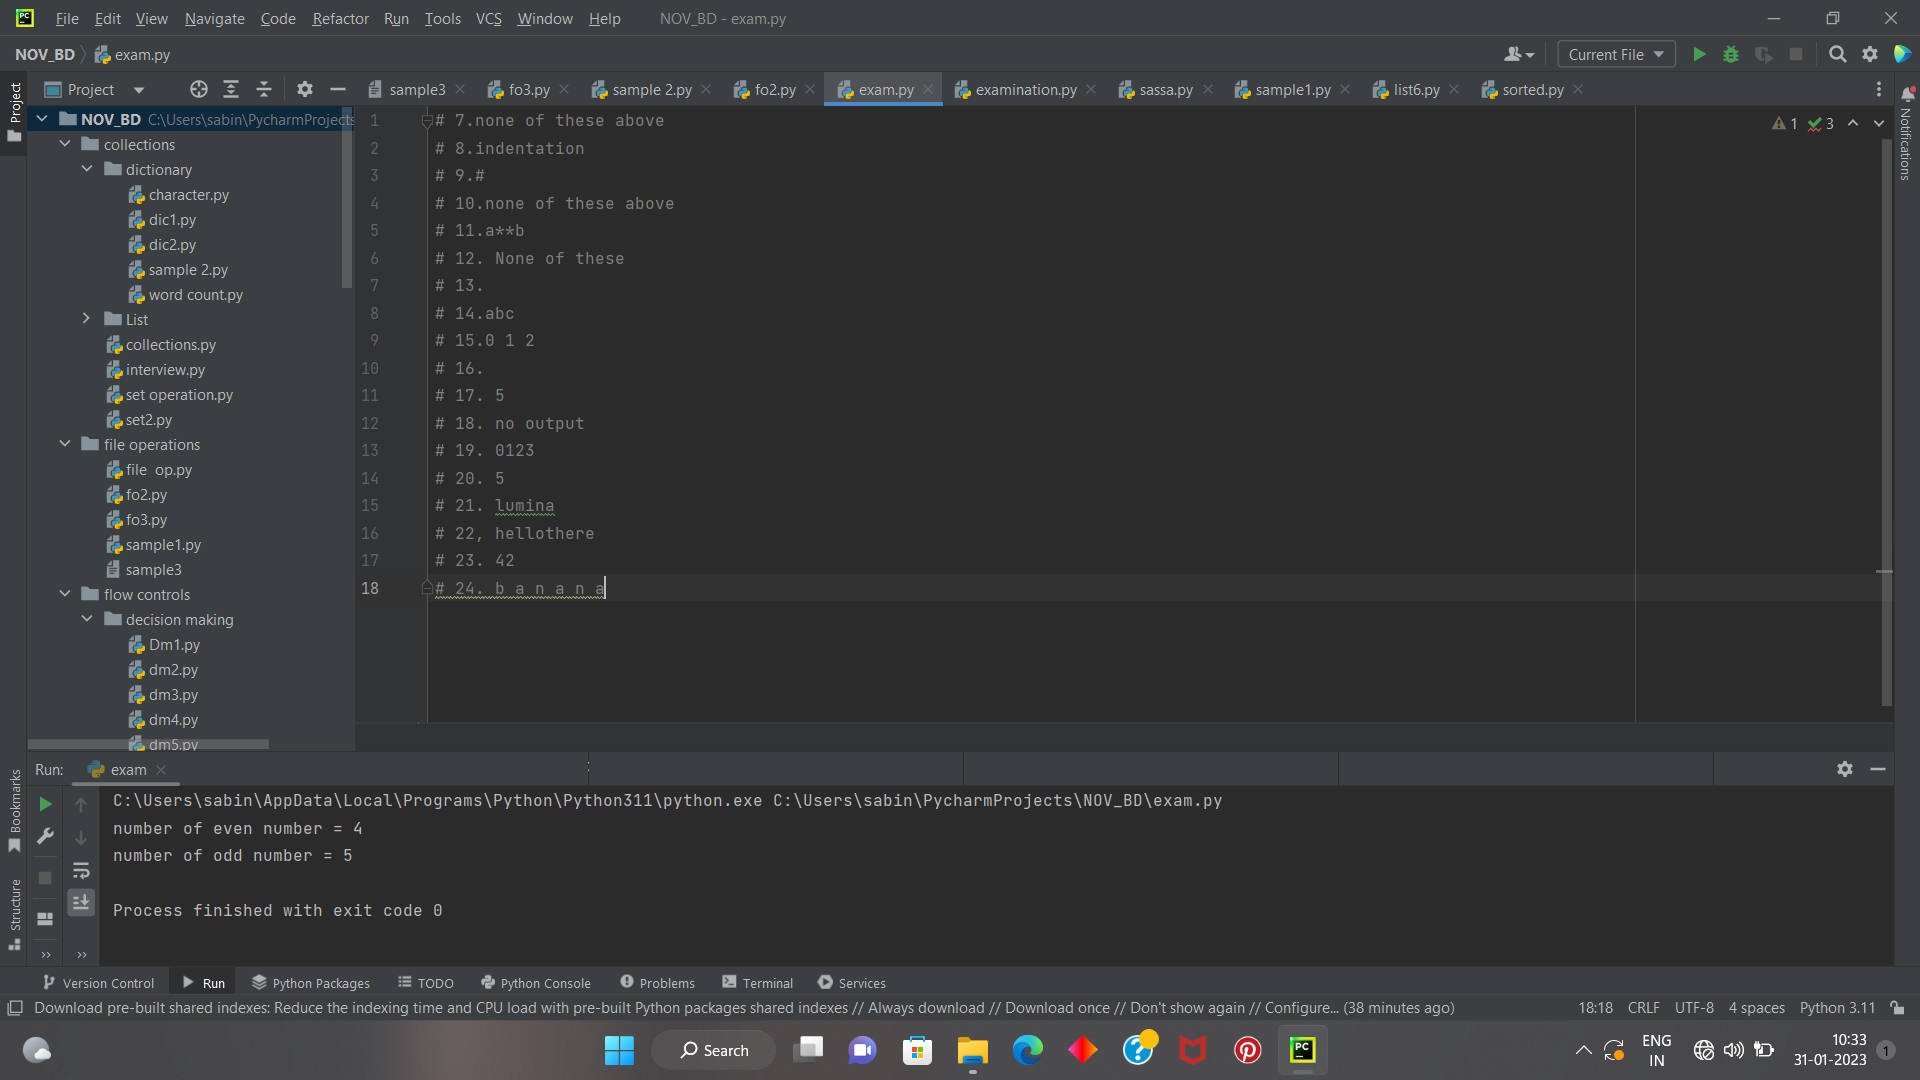 File Edit View Navigate Code Refactor Run Tools VCS Window Help NOV_BD - exam.py
NOV_BD exam.py Current File
Project sample3 fo3.py sample 2.py fo2.py exam.py examination.py sassa.py sample1.py list6.py sorted.py
Project
Notifications
NOV_BD C:\Users\sabin\PycharmProjects
collections
dictionary
character.py
dic1.py
dic2.py
sample 2.py
word count.py
List
collections.py
interview.py
set operation.py
set2.py
file operations
file op.py
fo2.py
fo3.py
sample1.py
sample3
flow controls
decision making
Dm1.py
dm2.py
dm3.py
dm4.py
dm5.py
1 # 7.none of these above
2 # 8.indentation
3 # 9.#
4 # 10.none of these above
5 # 11.a**b
6 # 12. None of these
7 # 13.
8 # 14.abc
9 # 15.0 1 2
10 # 16.
11 # 17. 5
12 # 18. no output
13 # 19. 0123
14 # 20. 5
15 # 21. lumina
16 # 22, hellothere
17 # 23. 42
18 # 24. b a n a n a
1 3
Run: exam
Bookmarks
Structure
C:\Users\sabin\AppData\Local\Programs\Python\Python311\python.exe C:\Users\sabin\PycharmProjects\NOV_BD\exam.py
number of even number = 4
number of odd number = 5
Process finished with exit code 0
Version Control Run Python Packages TODO Python Console Problems Terminal Services
Download pre-built shared indexes: Reduce the indexing time and CPU load with pre-built Python packages shared indexes // Always download // Download once // Don't show again // Configure... (38 minutes ago) 18:18 CRLF UTF-8 4 spaces Python 3.11
Search
ENG
IN
10:33
31-01-2023
1